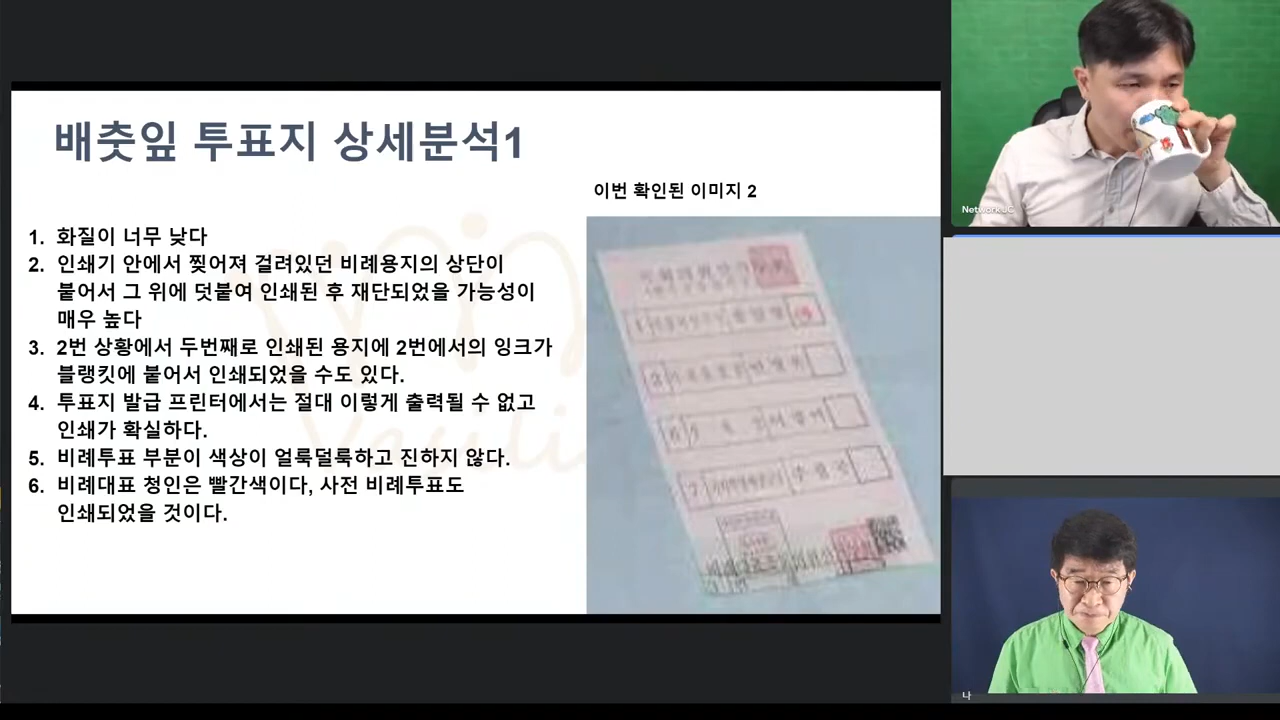 배춧잎 투표지 상세분석1
이번 확인된 이미지 2
1. 화질이 너무 낮다
2. 인쇄기 안에서 찢어져 걸려있던 비례용지의 상단이
붙어서 그 위에 덧붙여 인쇄된 후 재단되었을 가능성이
매우 높다
3. 2번 상황에서 두번째로 인쇄된 용지에 2번에서의 잉크가
블랭킷에 붙어서 인쇄되었을 수도 있다.
4. 투표지 발급 프린터에서는 절대 이렇게 출력될 수 없고
인쇄가 확실하다.
5. 비례투표 부분이 색상이 얼룩덜룩하고 진하지 않다.
6. 비례대표 청인은 빨간색이다, 사전 비례투표도
인쇄되었을 것이다.
Network JC
나